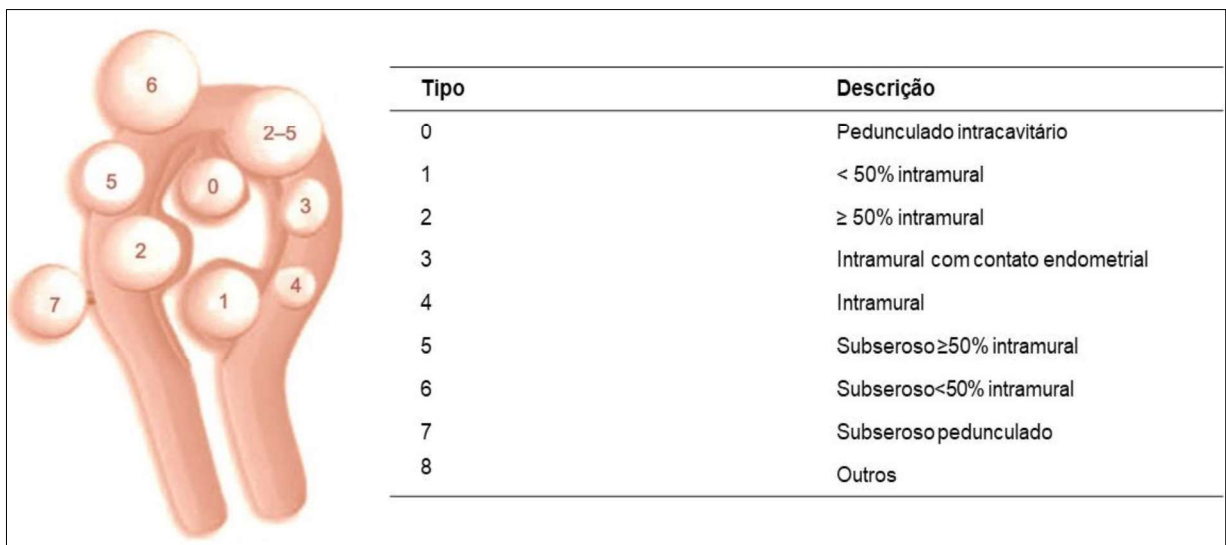 6
2–5
5
0
3
2
4
7
1
Tipo Descrição
0 Pedunculado intracavitário
1 < 50% intramural
2 ≥ 50% intramural
3 Intramural com contato endometrial
4 Intramural
5 Subseroso≥50% intramural
6 Subseroso<50% intramural
7 Subseroso pedunculado
8 Outros